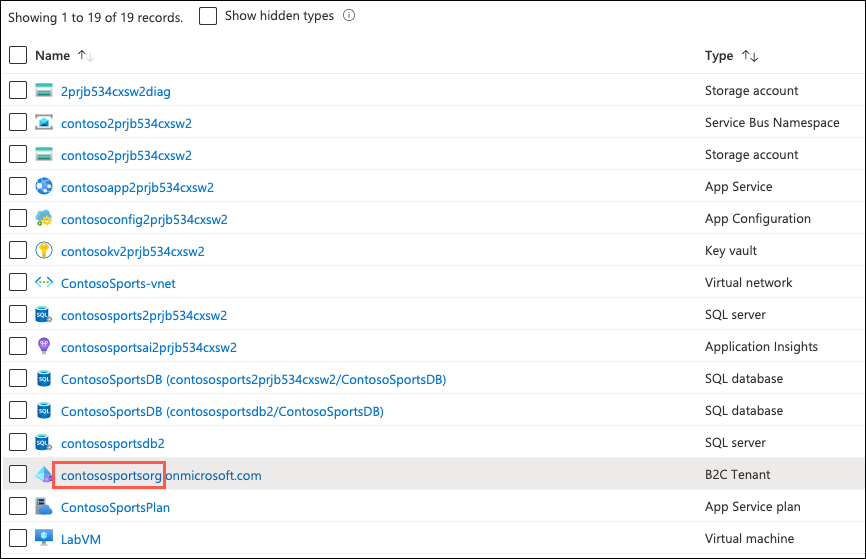 Showing 1 to 19 of 19 records. Show hidden types
Name Type
2prjb534cxsw2diag Storage account
contoso2prjb534cxsw2 Service Bus Namespace
contoso2prjb534cxsw2 Storage account
contosoapp2prjb534cxsw2 App Service
contosoconfig2prjb534cxsw2 App Configuration
contosokv2prjb534cxsw2 Key vault
ContosoSports-vnet Virtual network
contososports2prjb534cxsw2 SQL server
contososportsai2prjb534cxsw2 Application Insights
ContosoSportsDB (contososports2prjb534cxsw2/ContosoSportsDB) SQL database
ContosoSportsDB (contososportsdb2/ContosoSportsDB) SQL database
contososportsdb2 SQL server
contososportsorg onmicrosoft.com B2C Tenant
ContosoSportsPlan App Service plan
LabVM Virtual machine